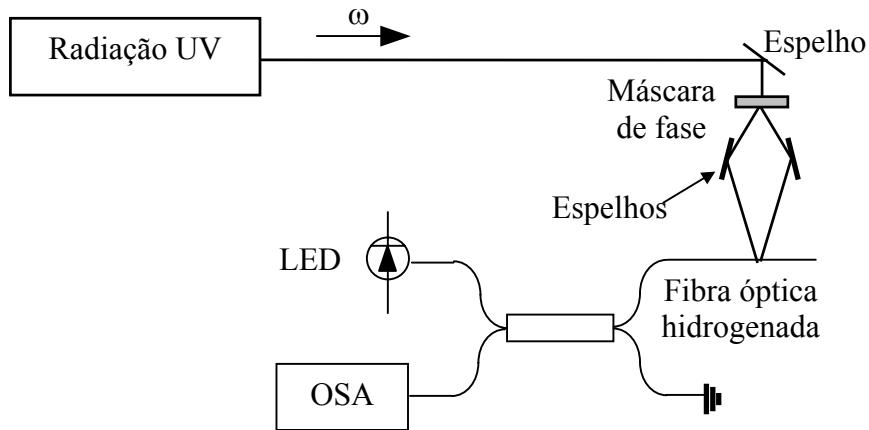 ω
Radiação UV
Espelho
Máscara
de fase
Espelhos
LED
Fibra óptica
hidrogenada
OSA